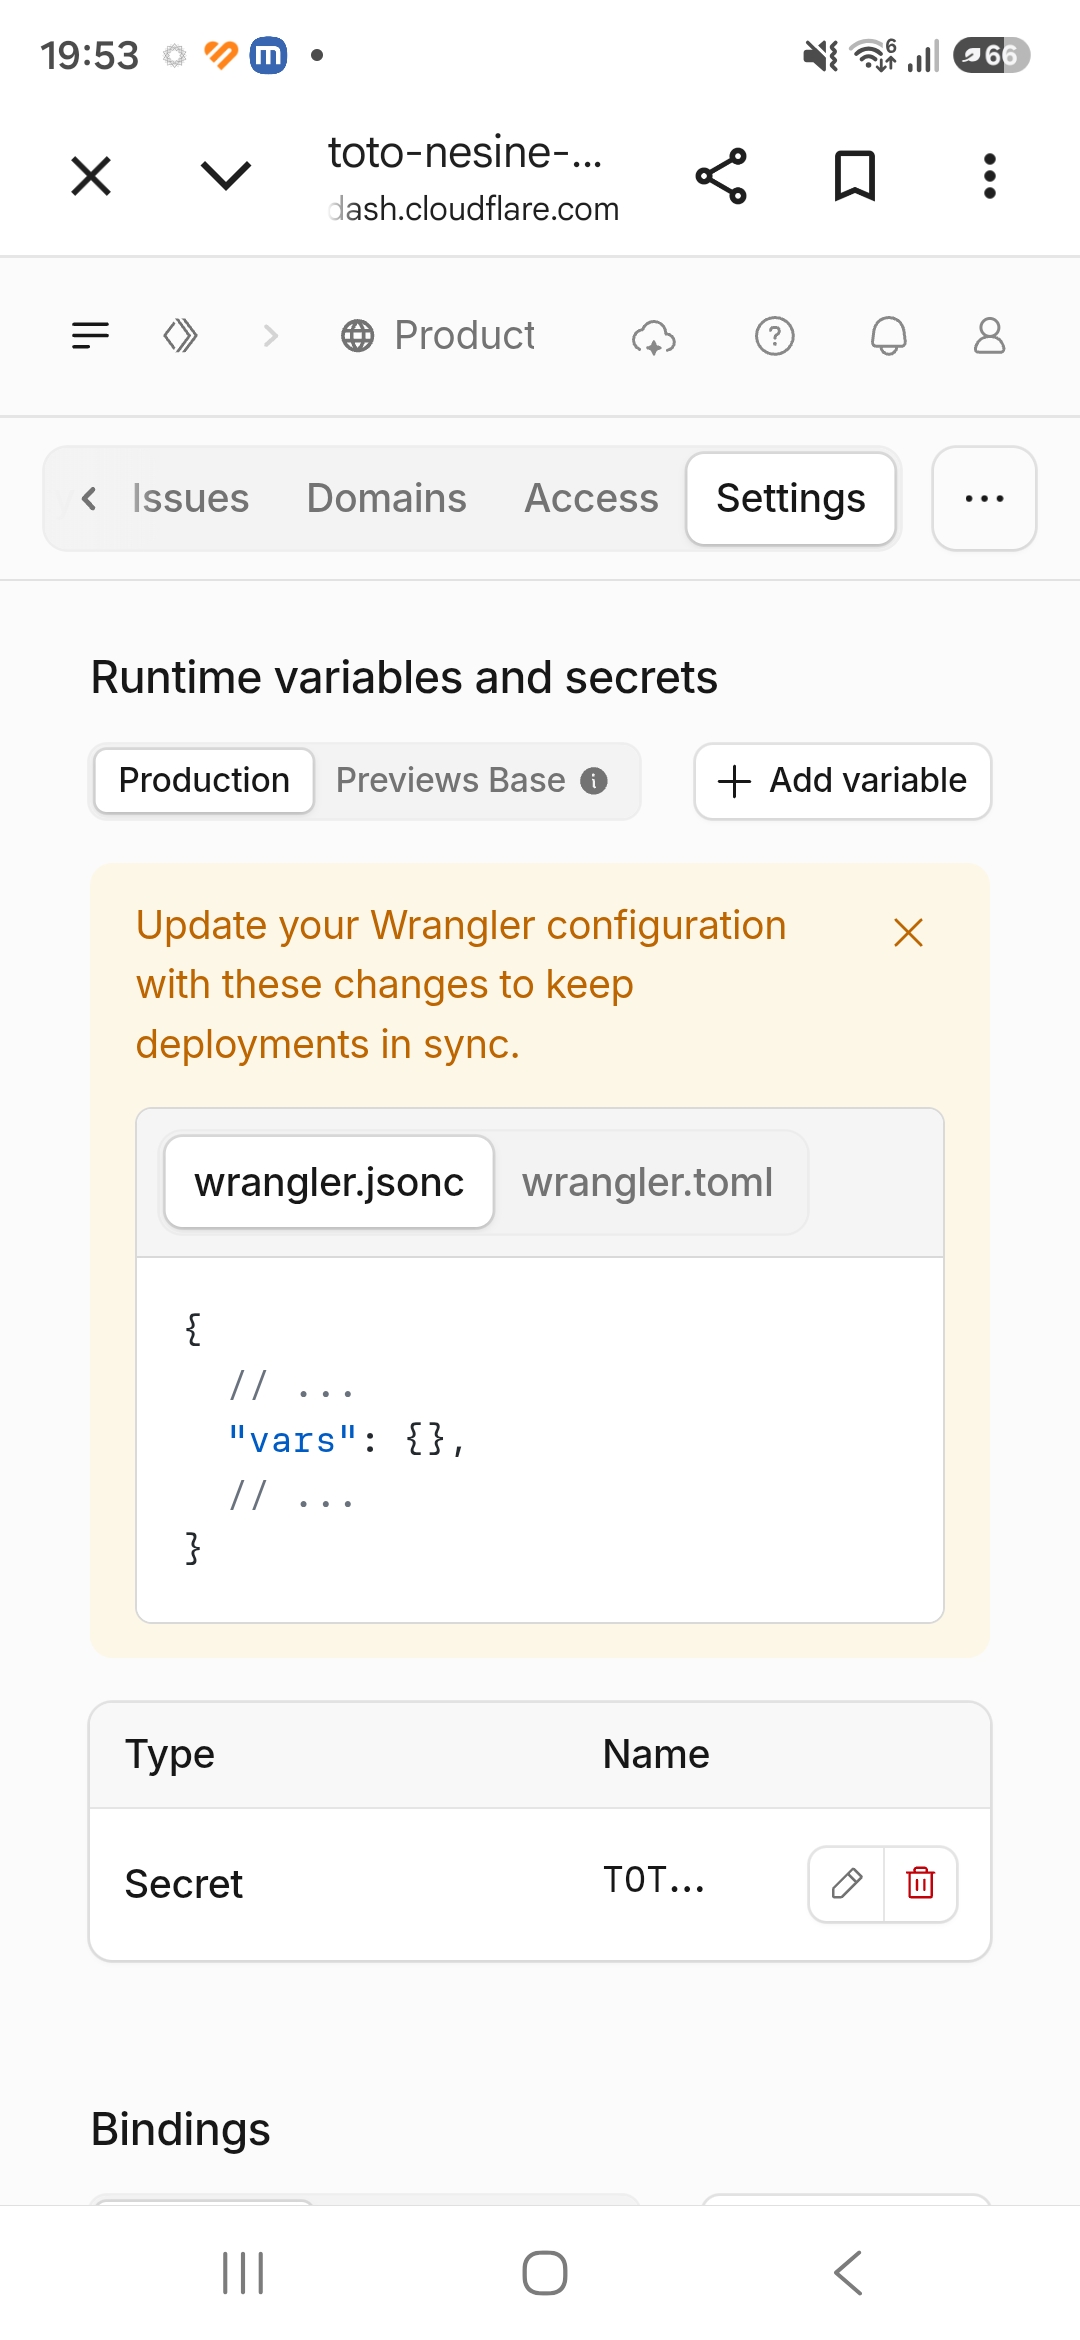 19:53
6
66
toto-nesine-...
dash.cloudflare.com
Product
Issues
Domains
Access
Settings
...
Runtime variables and secrets
Production
Previews Base
Add variable
Update your Wrangler configuration
with these changes to keep
deployments in sync.
wrangler.jsonc
wrangler.toml
{
// ...
"vars": {},
// ...
}
Type
Name
Secret
TOT...
Bindings